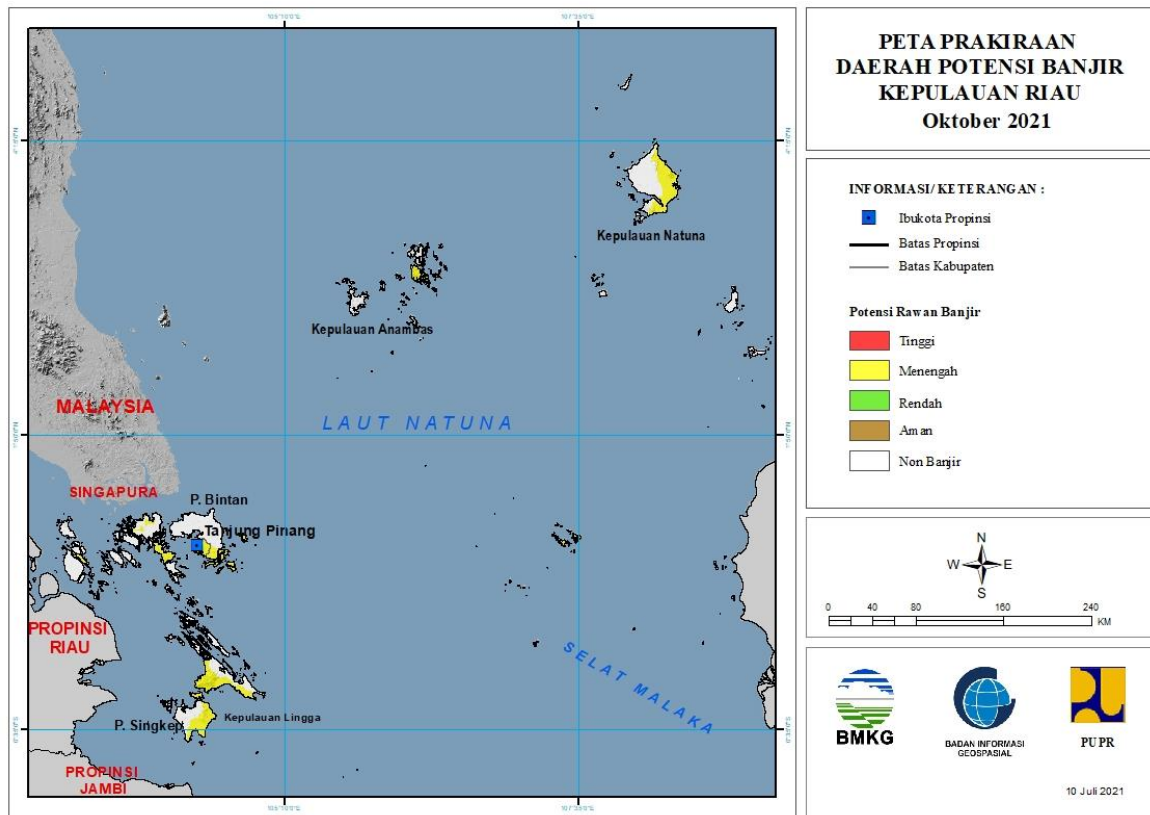 PETA PRAKIRAAN
DAERAH POTENSI BANJIR
KEPULAUAN RIAU
Oktober 2021
INFORMASI/ KETERANGAN :
Ibukota Propinsi
Batas Propinsi
Batas Kabupaten
Potensi Rawan Banjir
Tinggi
Menengah
Rendah
Aman
Non Banjir
N
W E
S
0 40 80 160 240
KM
BMKG
BADAN INFORMASI
GEOSPASIAL
PUPR
10 Juli 2021
Kepulauan Natuna
Kepulauan Anambas
MALAYSIA
LAUT NATUNA
SINGAPURA
P. Bintan
Tanjung Pinang
PROPINSI
RIAU
SELAT MALAKA
Kepulauan Lingga
P. Singkep
PROPINSI
JAMBI